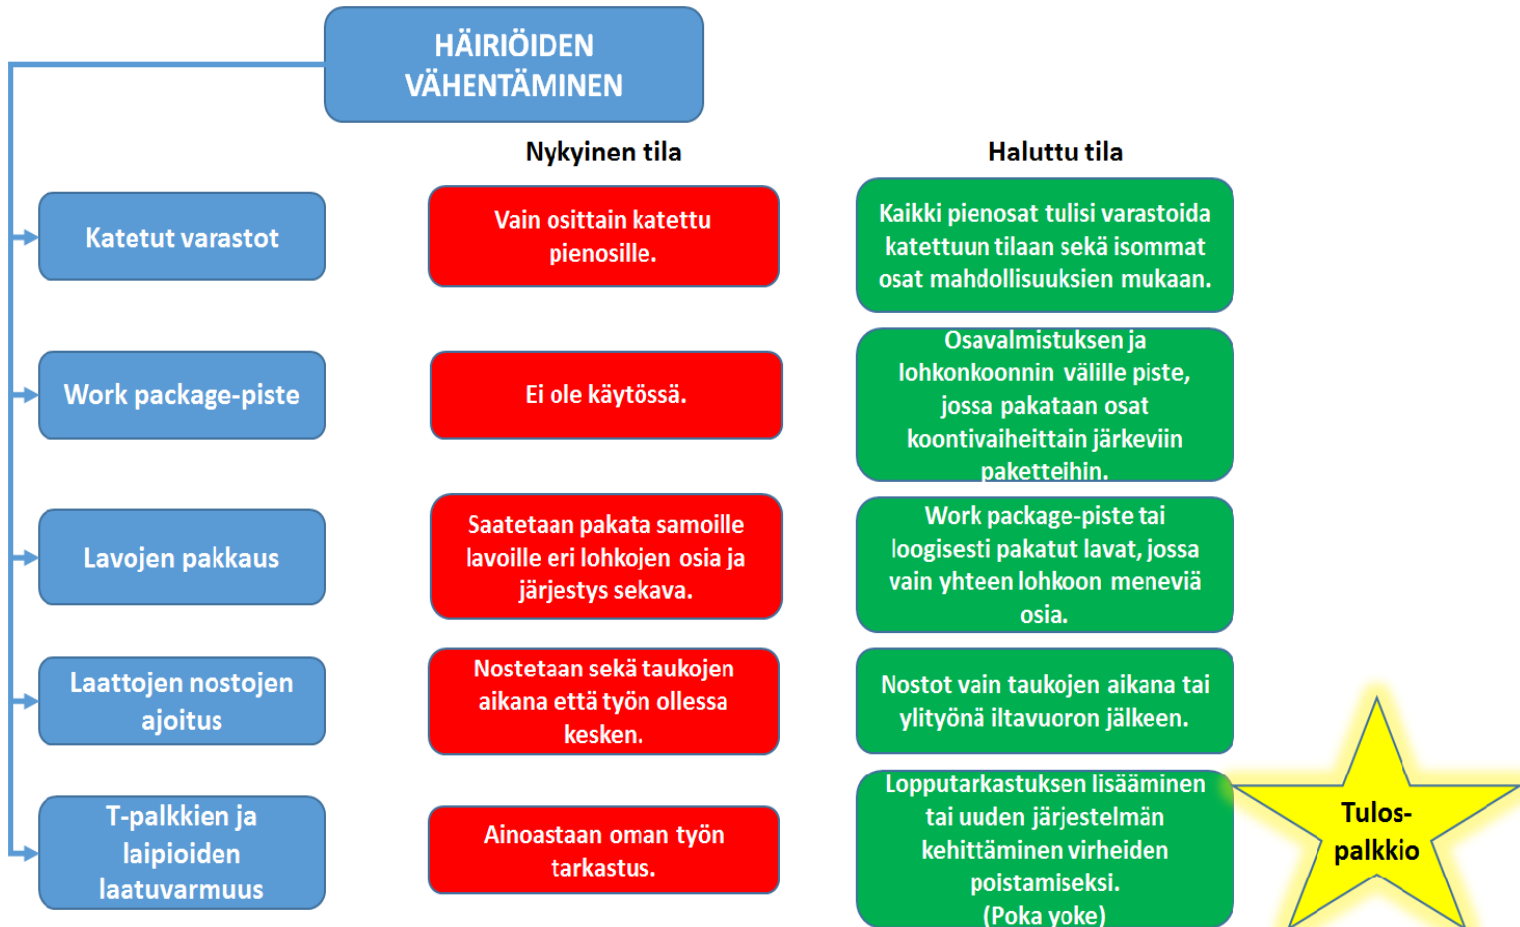 HÄIRIÖIDEN
VÄHENTÄMINEN
Nykyinen tila
Haluttu tila
Katetut varastot
Vain osittain katettu
pienosille.
Kaikki pienosat tulisi varastoida
katettuun tilaan sekä isommat
osat mahdollisuuksien mukaan.
Work package-piste
Ei ole käytössä.
Osavalmistuksen ja
lohkonkoonnin välille piste,
jossa pakataan osat
koontivaiheittain järkeviin
paketteihin.
Lavojen pakkaus
Saatetaan pakata samoille
lavoille eri lohkojen osia ja
järjestys sekava.
Work package-piste tai
loogisesti pakatut lavat, jossa
vain yhteen lohkoon meneviä
osia.
Laattojen nostojen
ajoitus
Nostetaan sekä taukojen
aikana että työn ollessa
kesken.
Nostot vain taukojen aikana tai
ylityönä iltavuoron jälkeen.
T-palkkien ja
laipioiden
laatuvarmuus
Ainoastaan oman työn
tarkastus.
Lopputarkastuksen lisääminen
tai uuden järjestelmän
kehittäminen virheiden
poistamiseksi.
(Poka yoke)
Tulos-
palkkio